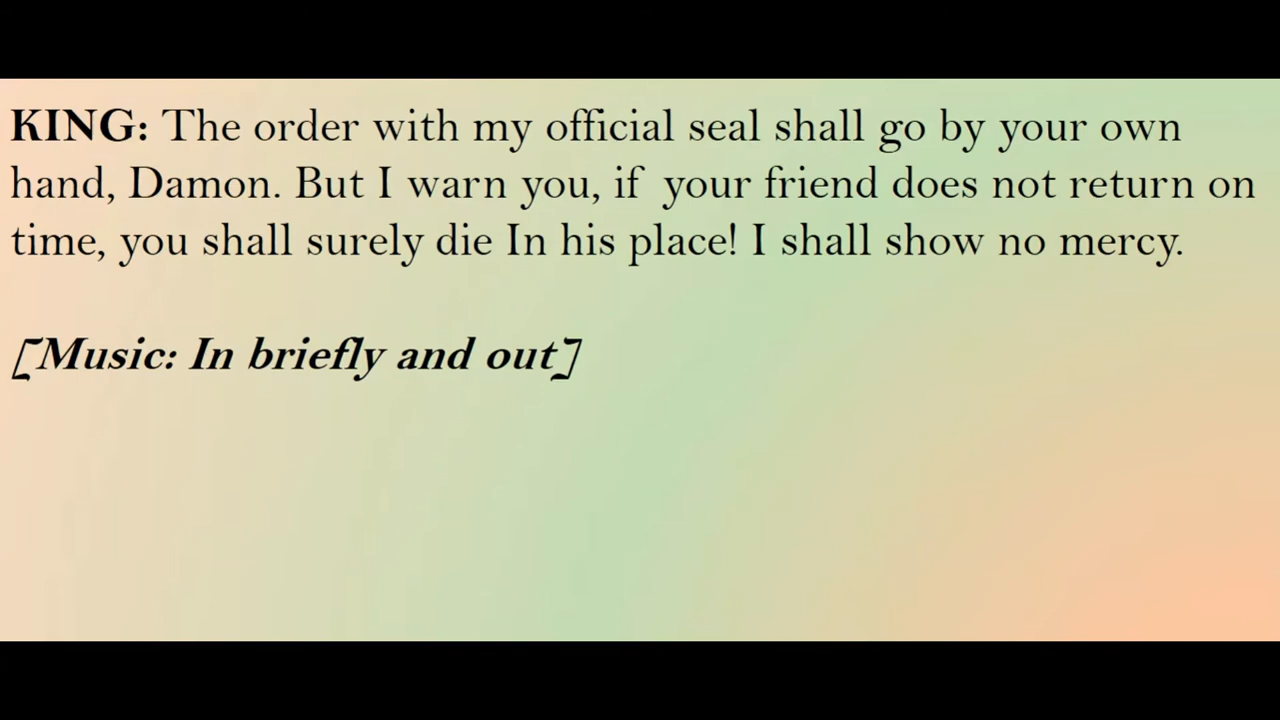 KING: The order with my official seal shall go by your own
hand, Damon. But I warn you, if  your friend does not return on
time, you shall surely die In his place! I shall show no mercy.
[Music: In briefly and out]